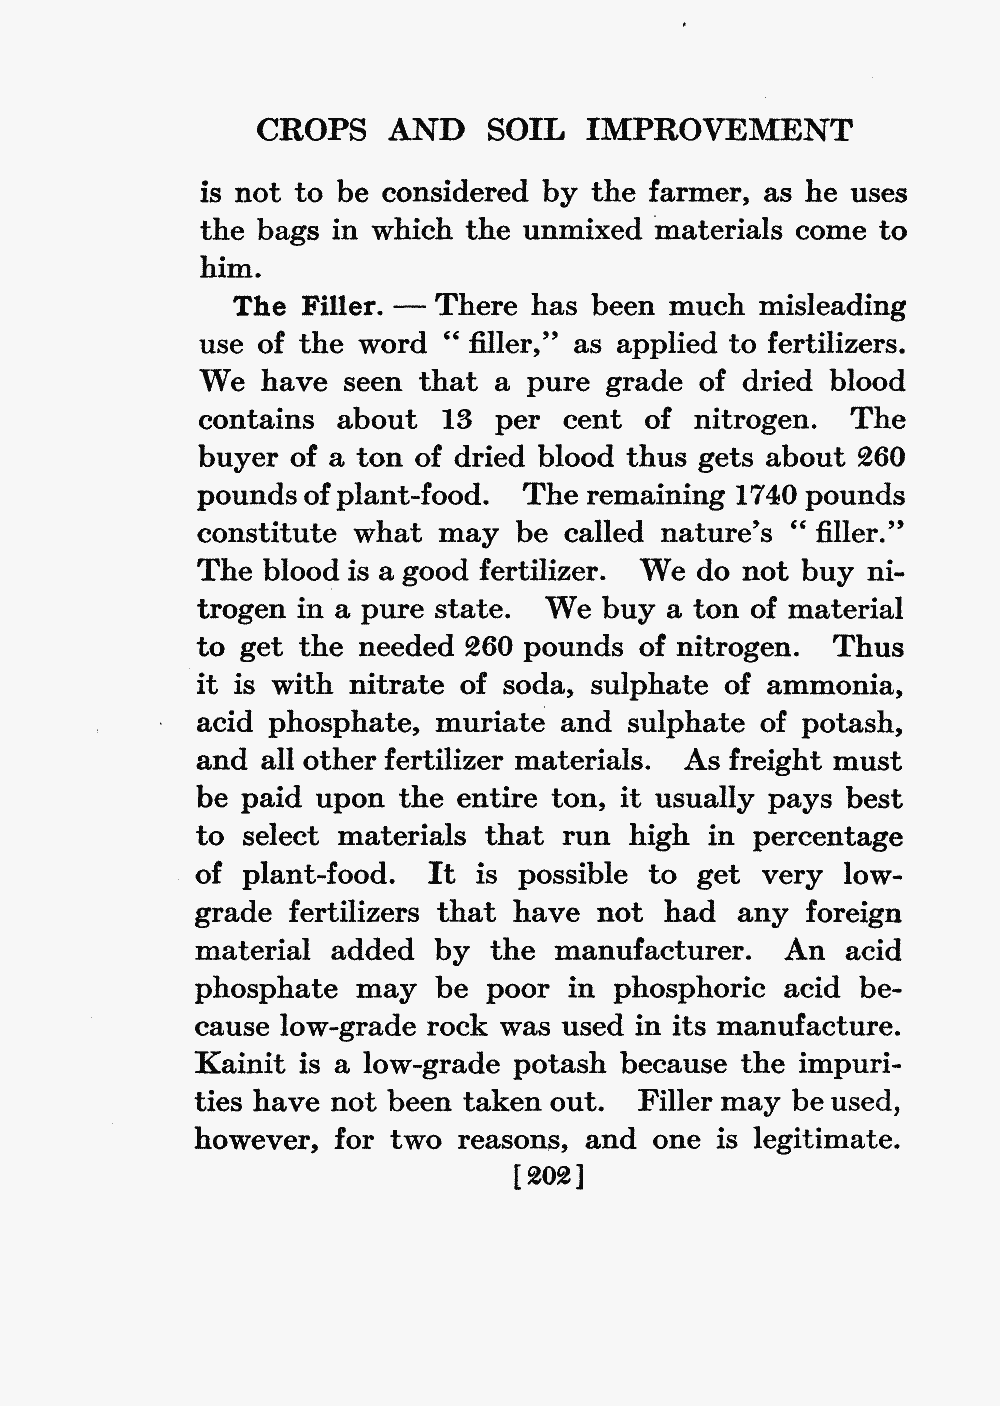 CROPS AND SOIL IMPROVEMENT
is not to be considered by the farmer, as he uses
the bags in which the unmixed materials come to
him.
The Filler. — There has been much misleading
use of the word “ filler,” as applied to fertilizers.
We have seen that a pure grade of dried blood
contains about 13 per cent of nitrogen. The
buyer of a ton of dried blood thus gets about 260
pounds of plant-food. The remaining 1740 pounds
constitute what may be called nature’s “ filler.”
The blood is a good fertilizer. We do not buy ni-
trogen in a pure state. We buy a ton of material
to get the needed 260 pounds of nitrogen. Thus
it is with nitrate of soda, sulphate of ammonia,
acid phosphate, muriate and sulphate of potash,
and all other fertilizer materials. As freight must
be paid upon the entire ton, it usually pays best
to select materials that run high in percentage
of plant-food. It is possible to get very low-
grade fertilizers that have not had any foreign
material added by the manufacturer. An acid
phosphate may be poor in phosphoric acid be-
cause low-grade rock was used in its manufacture.
Kainit is a low-grade potash because the impuri-
ties have not been taken out. Filler may be used,
however, for two reasons, and one is legitimate.
[ 202 ]